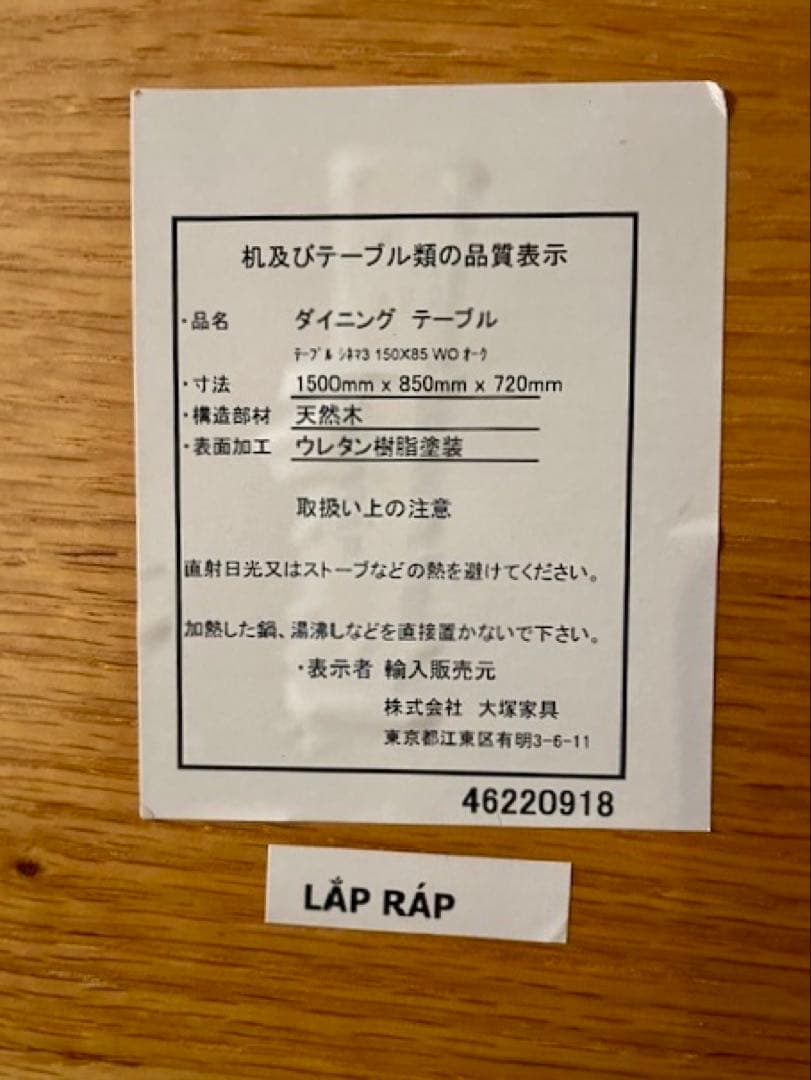 机及びテーブル類の品質表示
・品名 ダイニング テーブル
ﾃｰﾌﾞﾙ ｼﾈﾏ3 150X85 WO ｵｰｸ
・寸法 1500mm x 850mm x 720mm
・構造部材 天然木
・表面加工 ウレタン樹脂塗装
取扱い上の注意
直射日光又はストーブなどの熱を避けてください。
加熱した鍋、湯沸しなどを直接置かないで下さい。
・表示者 輸入販売元
株式会社 大塚家具
東京都江東区有明3-6-11
46220918
LẮP RÁP